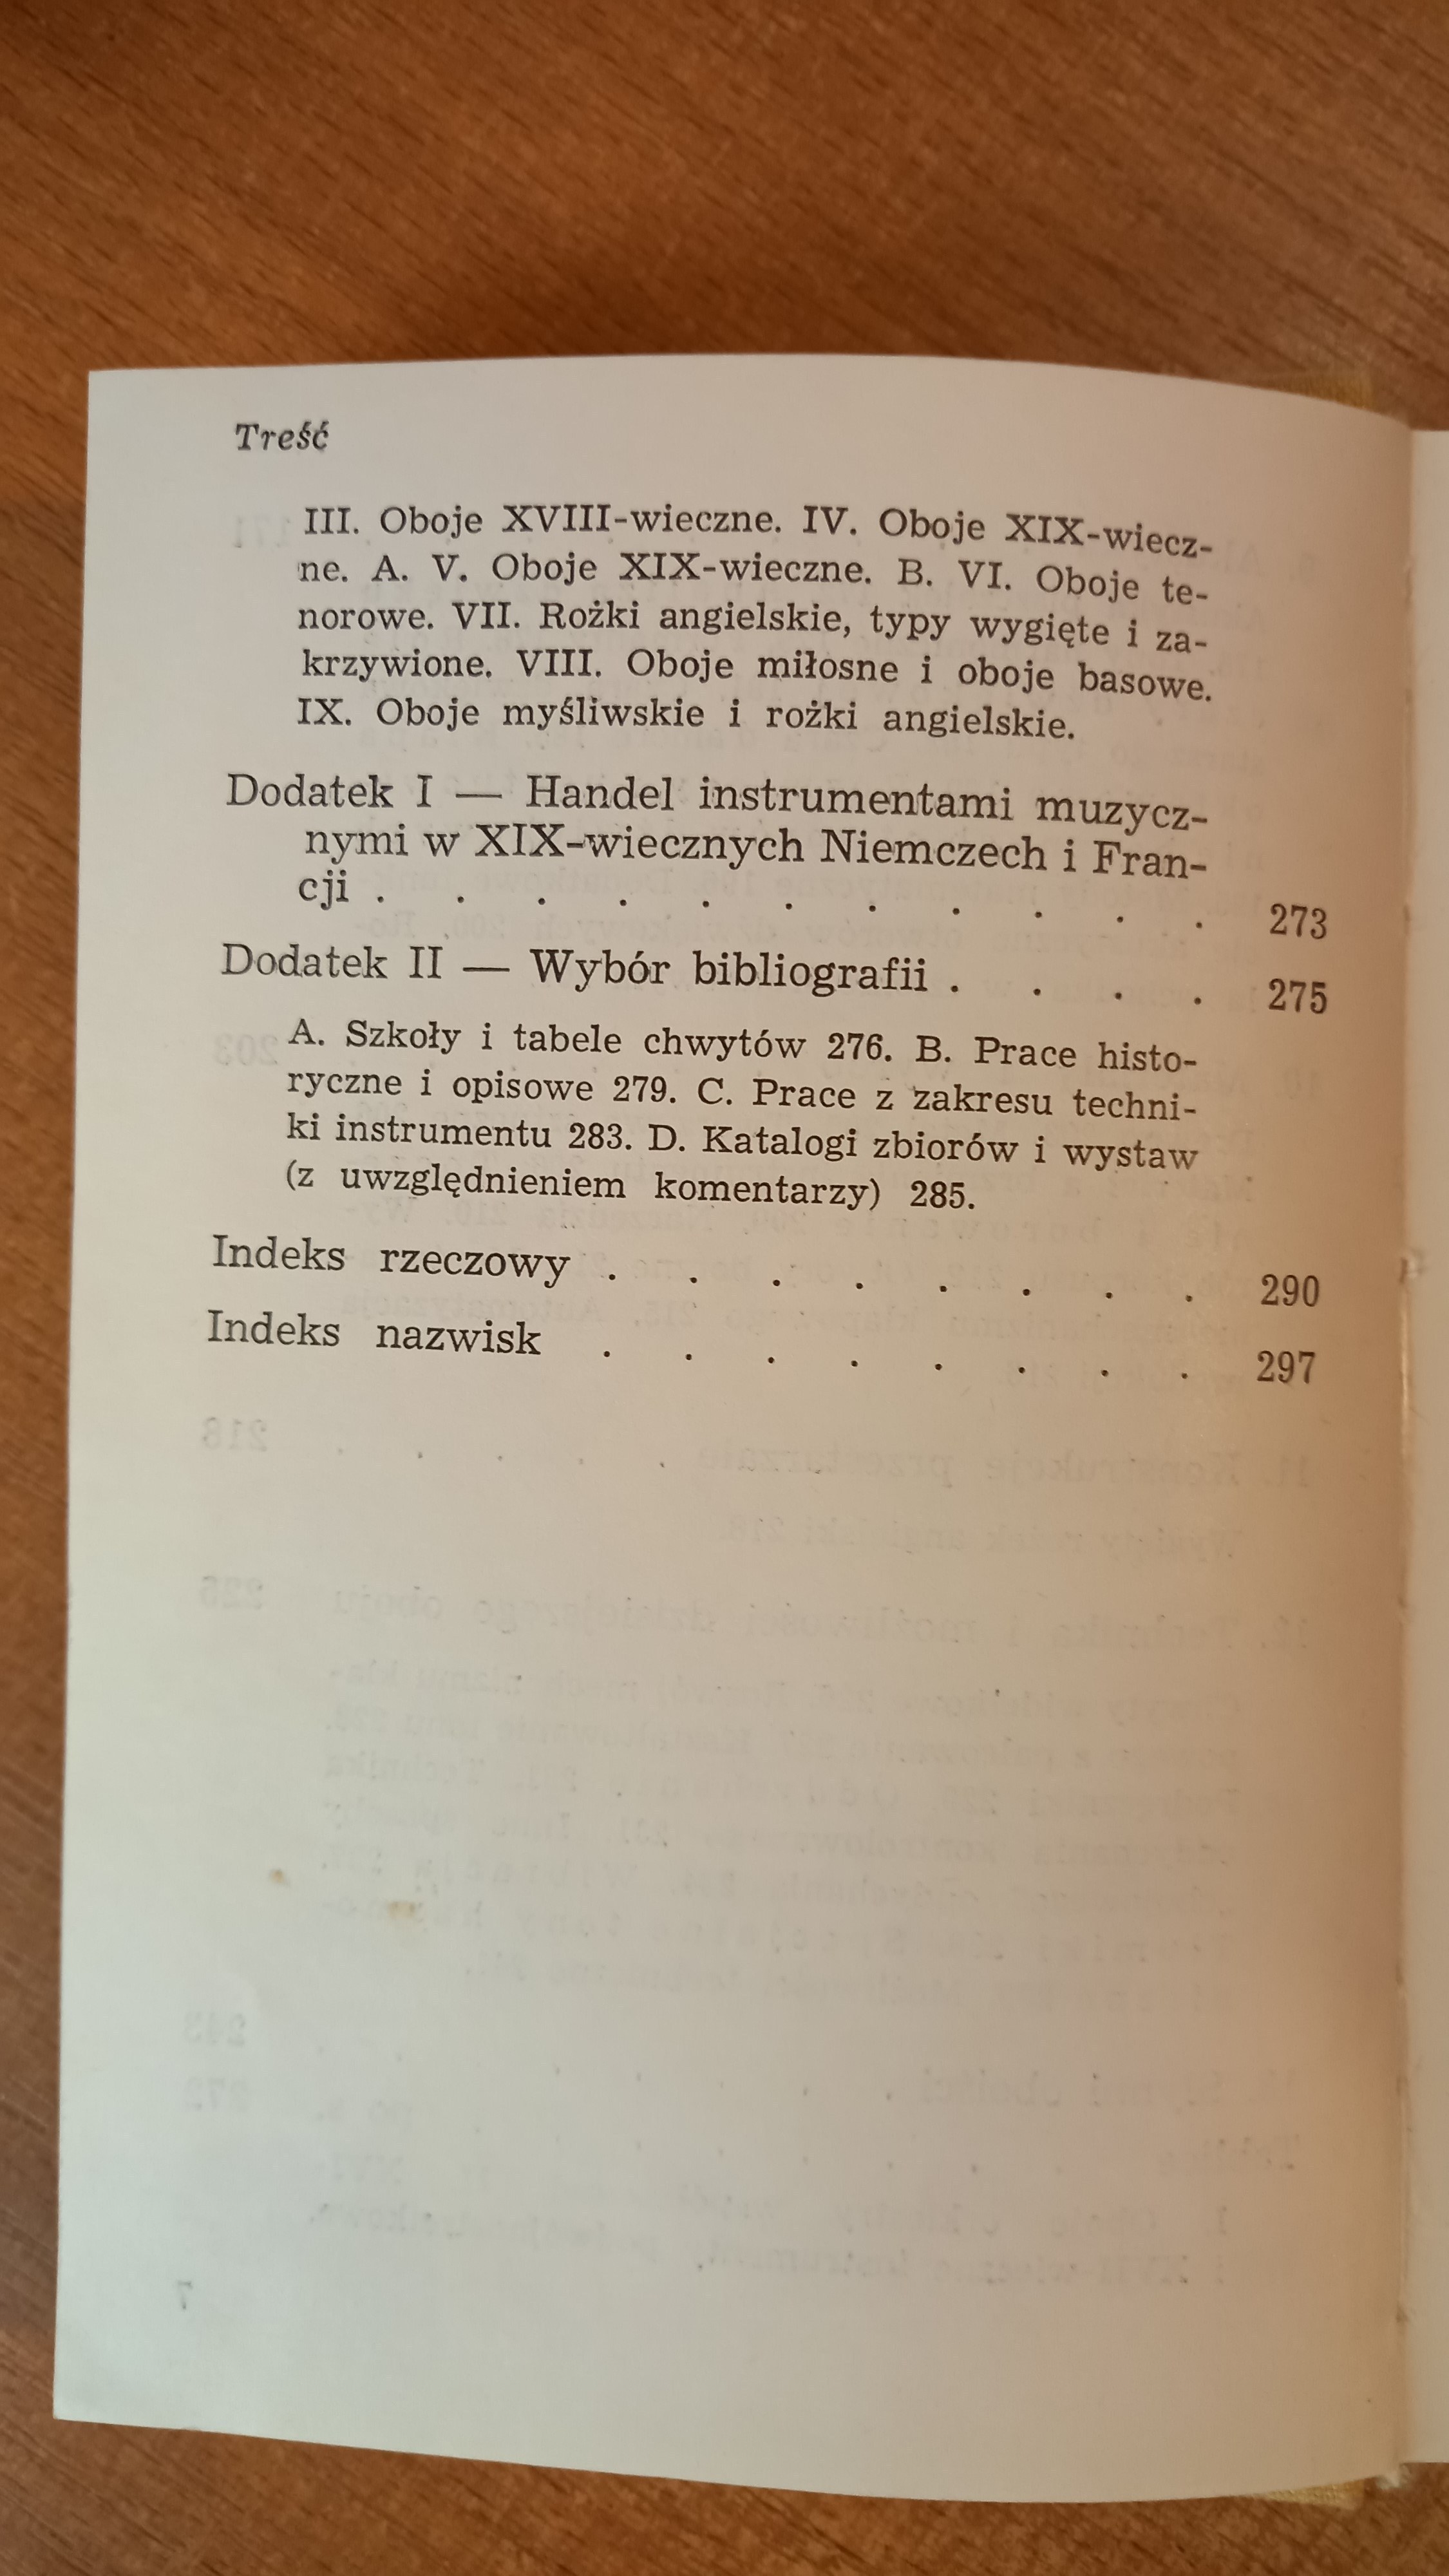 Treść
III. Oboje XVIII-wieczne. IV. Oboje XIX-wiecz-
ne. A. V. Oboje XIX-wieczne. B. VI. Oboje te-
norowe. VII. Rożki angielskie, typy wygięte i za-
krzywione. VIII. Oboje miłosne i oboje basowe.
IX. Oboje myśliwskie i rożki angielskie.
Dodatek I — Handel instrumentami muzycz-
nymi w XIX-wiecznych Niemczech i Fran-
cji . . . . . . . . . . . 273
Dodatek II — Wybór bibliografii . . . . 275
A. Szkoły i tabele chwytów 276. B. Prace histo-
ryczne i opisowe 279. C. Prace z zakresu techni-
ki instrumentu 283. D. Katalogi zbiorów i wystaw
(z uwzględnieniem komentarzy) 285.
Indeks rzeczowy . . . . . . . . 290
Indeks nazwisk . . . . . . . . 297
7